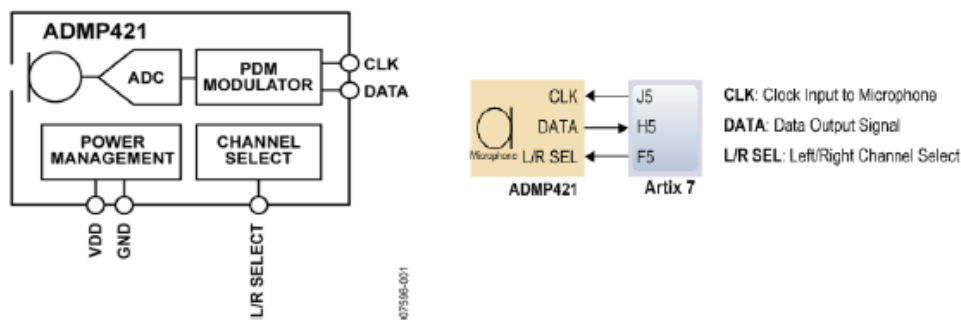 ADMP421
ADC
PDM
MODULATOR
CLK
DATA
POWER
MANAGEMENT
CHANNEL
SELECT
VDD
GND
L/R SELECT
07596-001
CLK
DATA
L/R SEL
Microphone
ADMP421
J5
H5
F5
Artix 7
CLK: Clock Input to Microphone
DATA: Data Output Signal
L/R SEL: Left/Right Channel Select